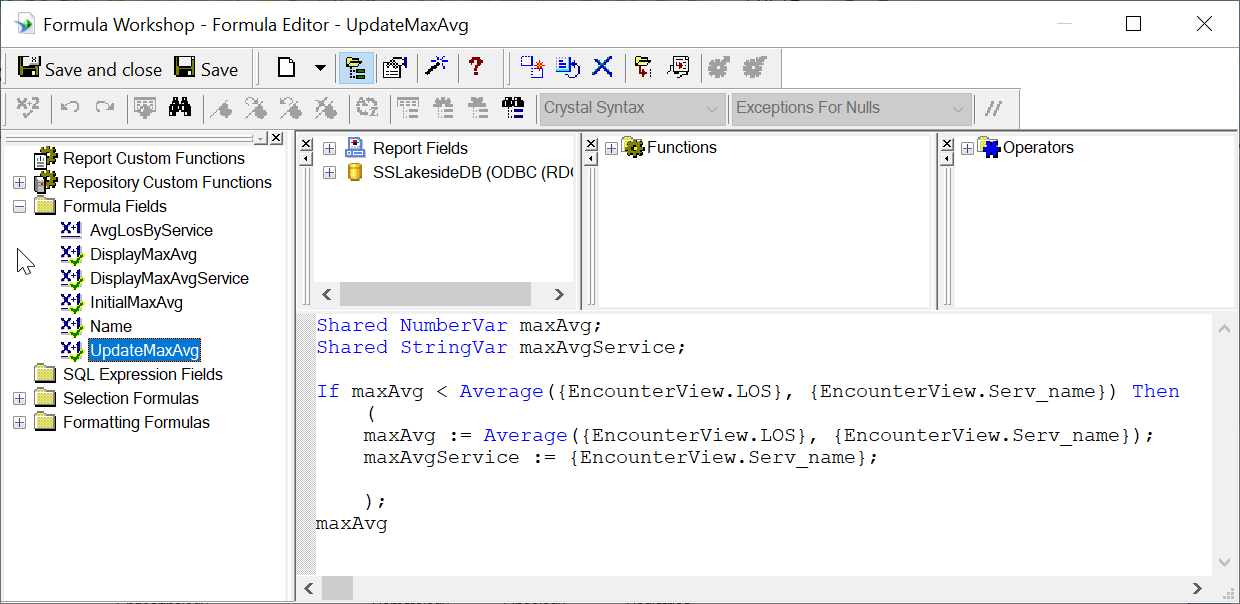 Formula Workshop - Formula Editor - UpdateMaxAvg
Save and close Save
Crystal Syntax Exceptions For Nulls //
Report Custom Functions
Repository Custom Functions
Formula Fields
AvgLosByService
DisplayMaxAvg
DisplayMaxAvgService
InitialMaxAvg
Name
UpdateMaxAvg
SQL Expression Fields
Selection Formulas
Formatting Formulas
Report Fields
SSLakesideDB (ODBC (RDO
Functions
Operators
Shared NumberVar maxAvg;
Shared StringVar maxAvgService;
If maxAvg < Average({EncounterView.LOS}, {EncounterView.Serv_name}) Then
(
maxAvg := Average({EncounterView.LOS}, {EncounterView.Serv_name});
maxAvgService := {EncounterView.Serv_name};
);
maxAvg